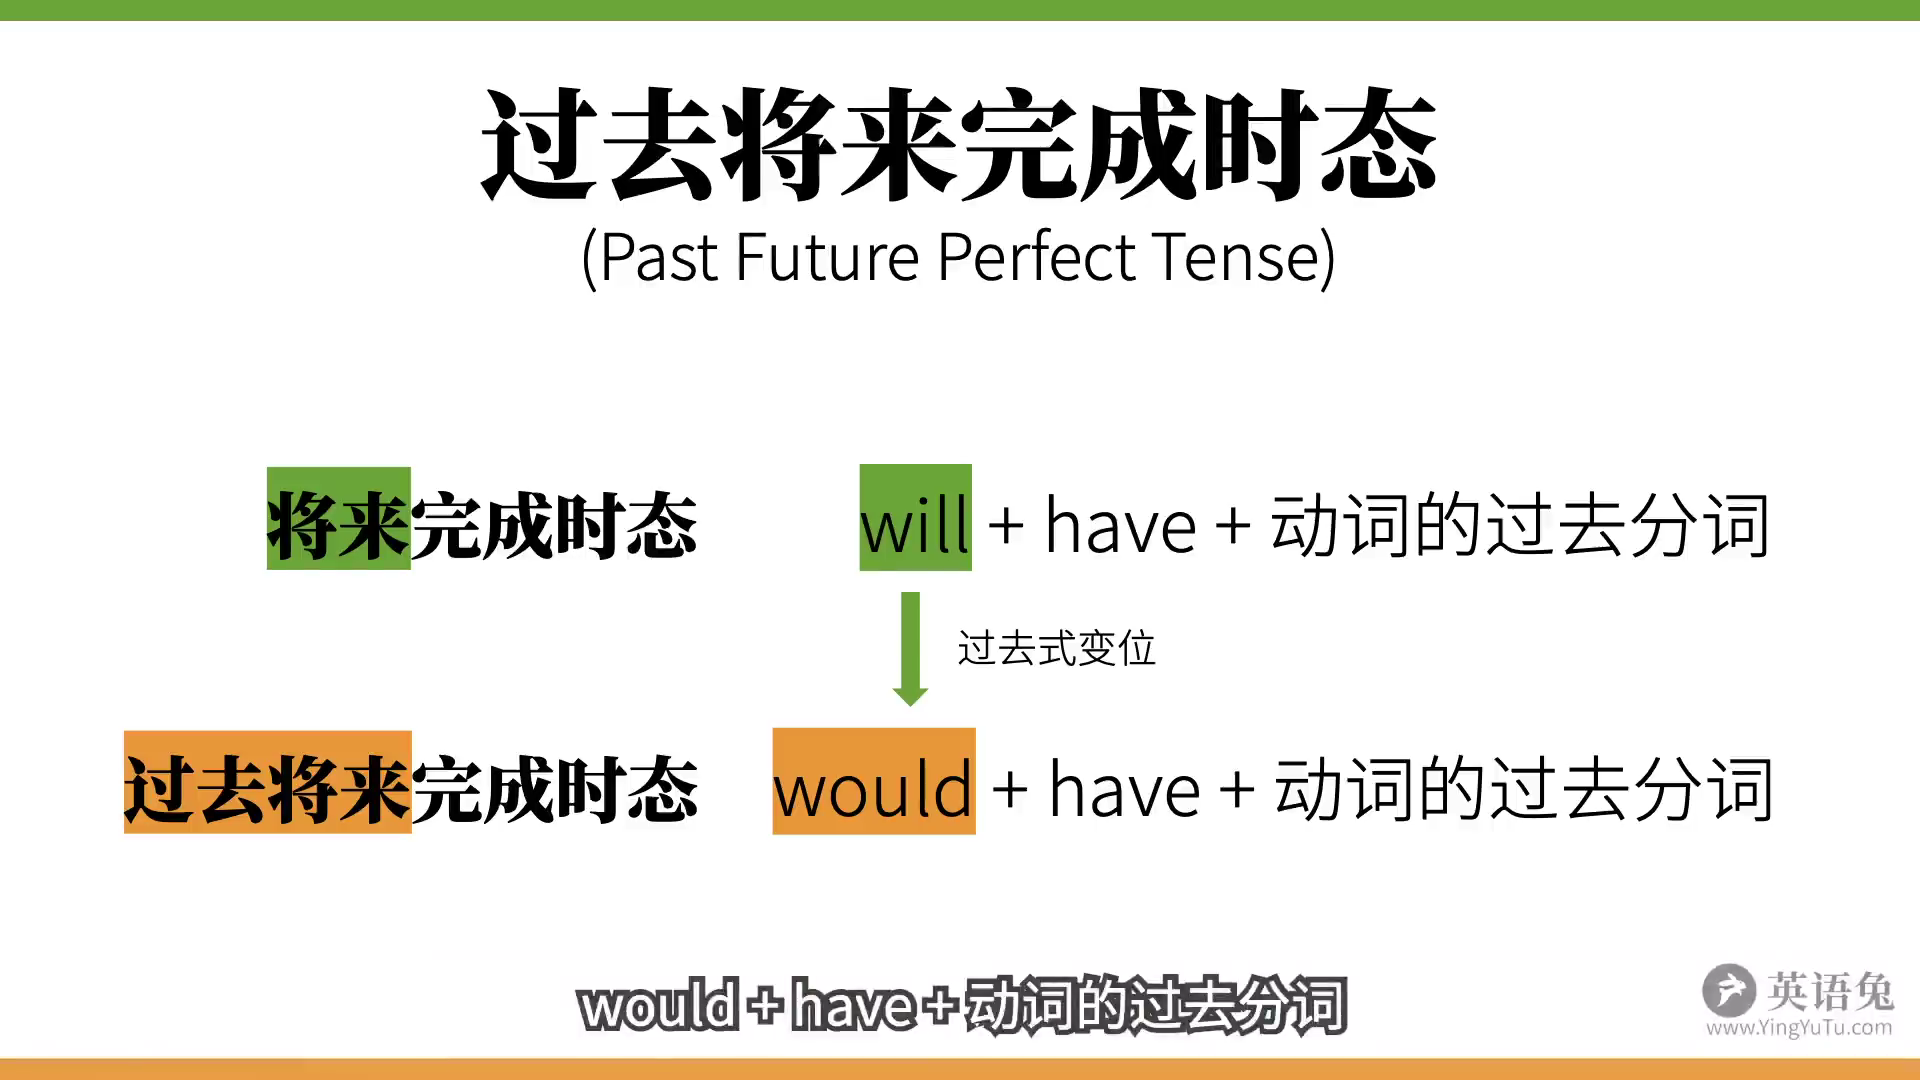 过去将来完成时态
(Past Future Perfect Tense)
将来完成时态 will + have + 动词的过去分词
过去式变位
过去将来完成时态 would + have + 动词的过去分词
would + have + 动词的过去分词
英语兔
www.YingYuTu.com